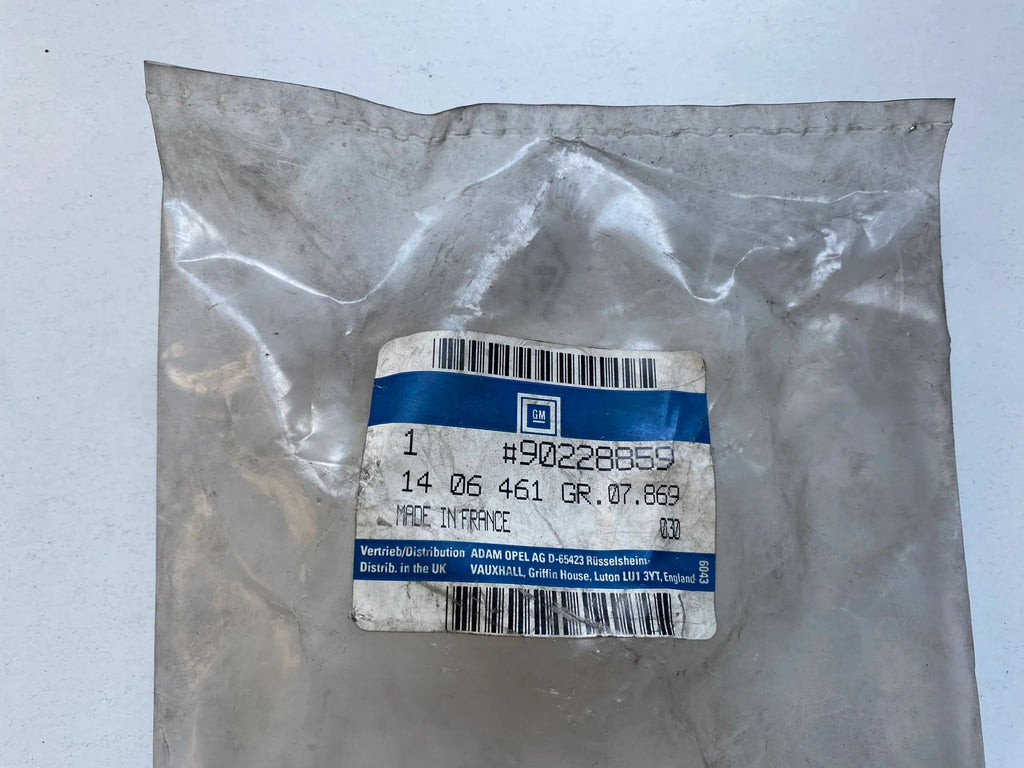 GM
1 #90228859
14 06 461 GR.07.869
MADE IN FRANCE 030
Vertrieb/Distribution ADAM OPEL AG D-65423 Rüsselsheim
Distrib. in the UK VAUXHALL, Griffin House, Luton LU1 3YT, England
6043